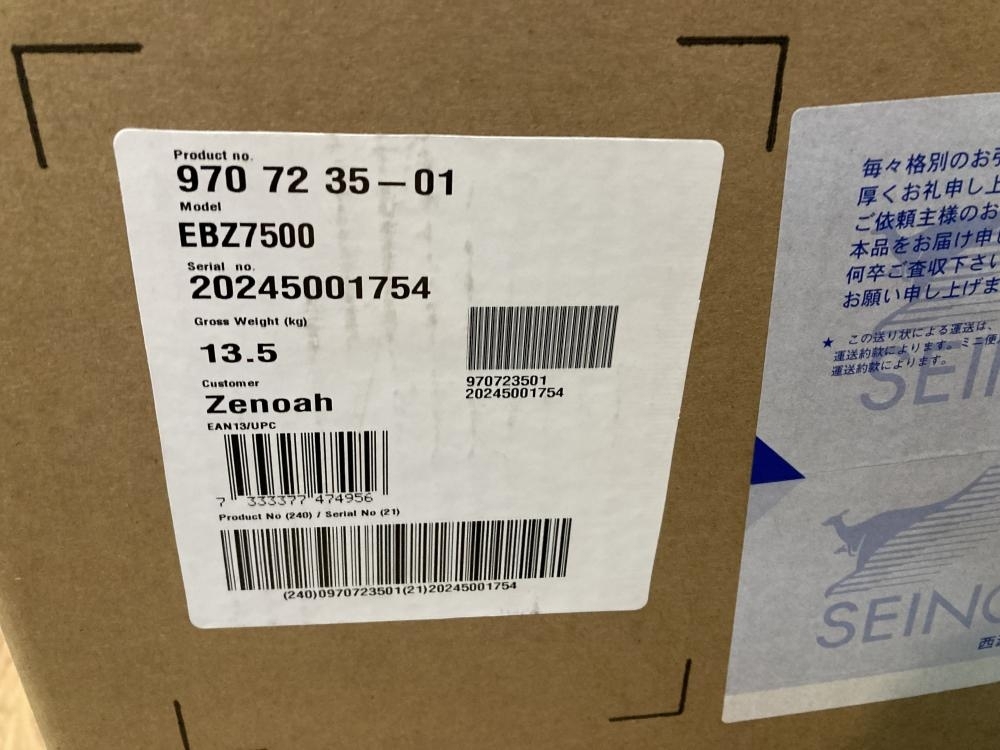 Product no.
970 72 35-01
Model
EBZ7500
Serial no.
20245001754
Gross Weight (kg)
13.5
970723501
20245001754
Customer
Zenoah
EAN13/UPC
7 333377 474956
Product No (240) / Serial No (21)
(240)0970723501(21)20245001754
毎々格別のお引
厚くお礼申し上
ご依頼主様のお
本品をお届け申し
何卒ご査収下さい
お願い申し上げま
★ この送り状による運送は、
運送約款によります。ミニ使
運送約款によります。
SEIN
SEINO
西